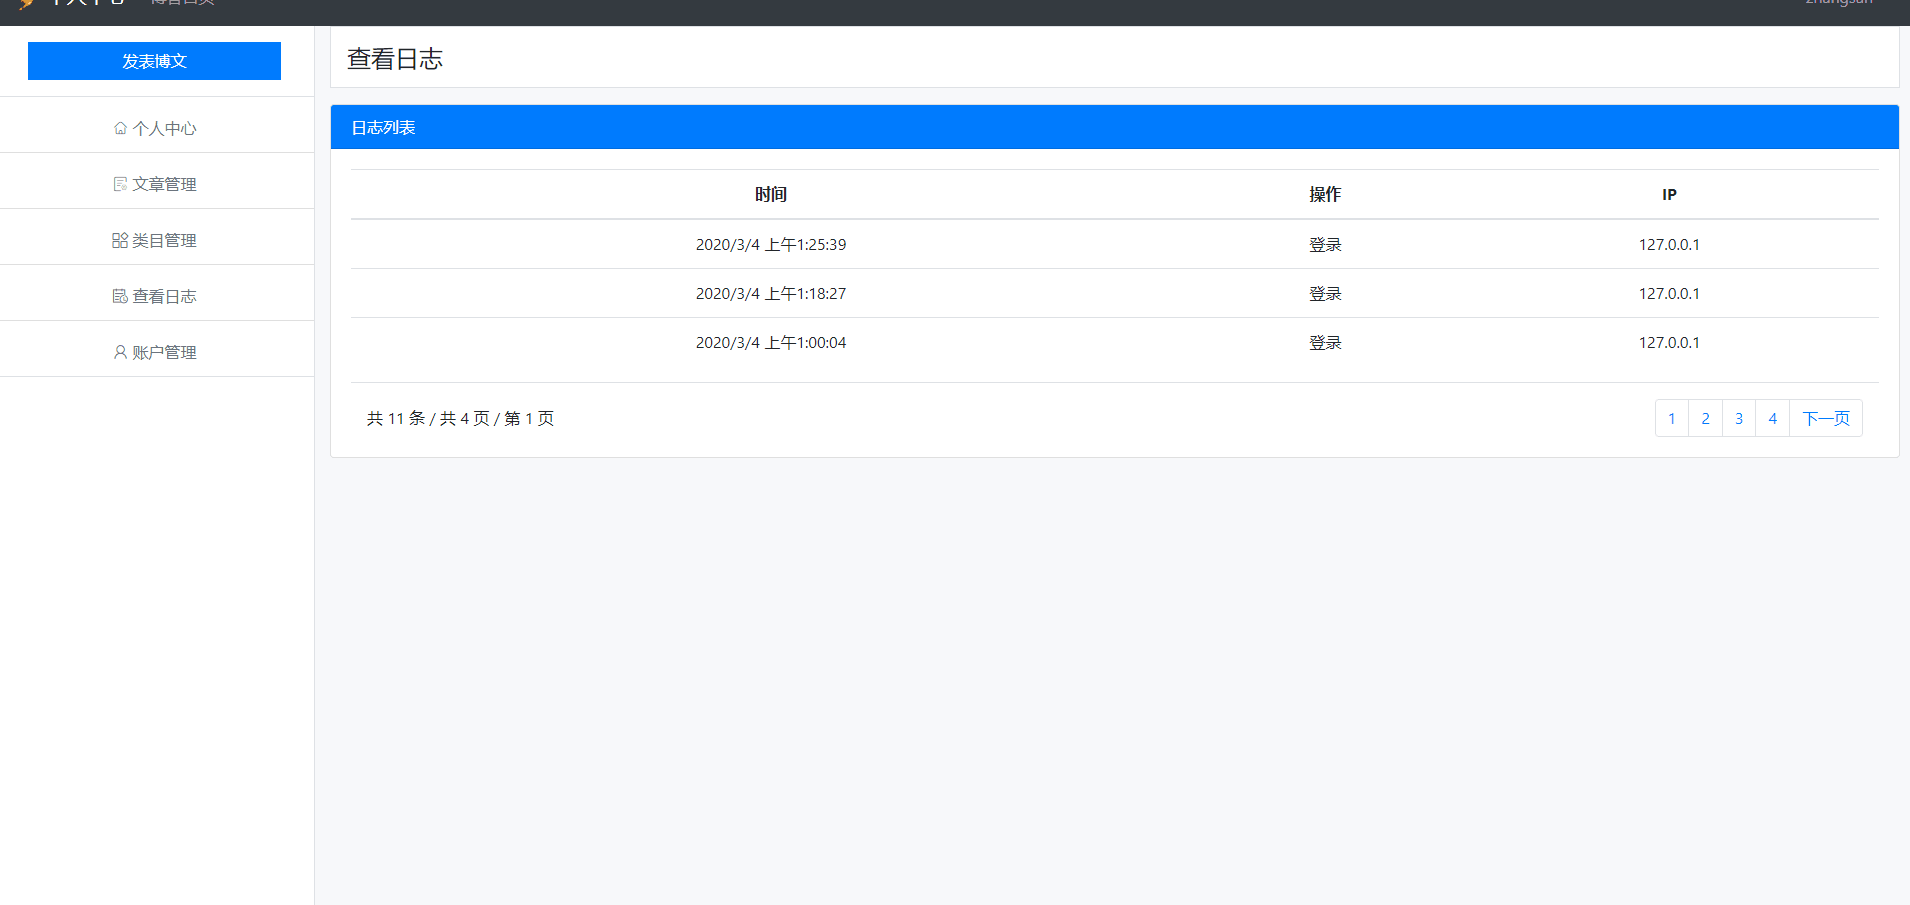 发表博文
个人中心
文章管理
类目管理
查看日志
账户管理
查看日志
日志列表
时间 操作 IP
2020/3/4 上午1:25:39 登录 127.0.0.1
2020/3/4 上午1:18:27 登录 127.0.0.1
2020/3/4 上午1:00:04 登录 127.0.0.1
共 11 条 / 共 4 页 / 第 1 页 1 2 3 4 下一页